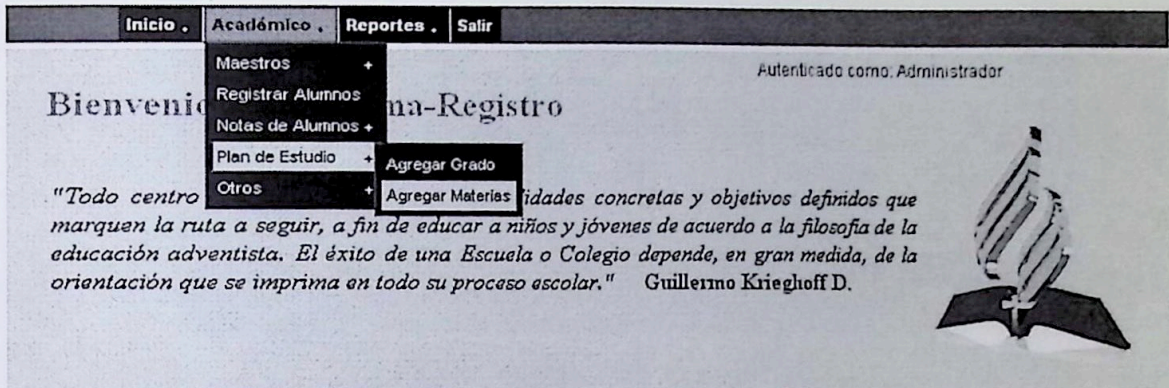 Inicio . Académico . Reportes . Salir
Maestros +
Autenticado como: Administrador
Registrar Alumnos
Bienvenid ma-Registro
Notas de Alumnos +
Plan de Estudio + Agregar Grado
Otros + Agregar Materias
"Todo centro idades concretas y objetivos definidos que
marquen la ruta a seguir, a fin de educar a niños y jóvenes de acuerdo a la filosofía de la
educación adventista. El éxito de una Escuela o Colegio depende, en gran medida, de la
orientación que se imprima en todo su proceso escolar." Guillermo Krieghoff D.